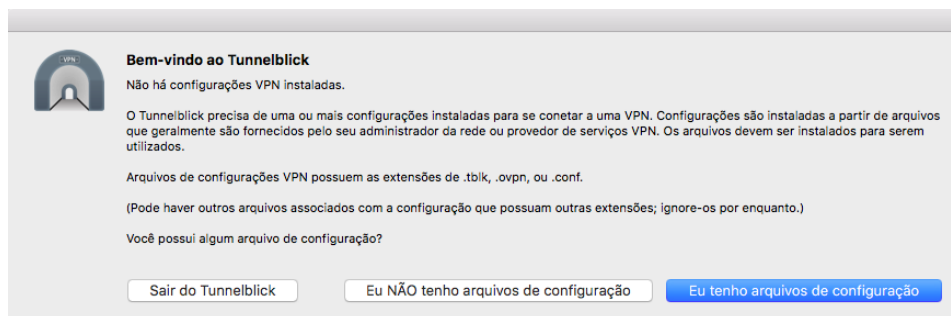 VPN
Bem-vindo ao Tunnelblick
Não há configurações VPN instaladas.
O Tunnelblick precisa de uma ou mais configurações instaladas para se conetar a uma VPN. Configurações são instaladas a partir de arquivos
que geralmente são fornecidos pelo seu administrador da rede ou provedor de serviços VPN. Os arquivos devem ser instalados para serem
utilizados.
Arquivos de configurações VPN possuem as extensões de .tblk, .ovpn, ou .conf.
(Pode haver outros arquivos associados com a configuração que possuam outras extensões; ignore-os por enquanto.)
Você possui algum arquivo de configuração?
Sair do Tunnelblick
Eu NÃO tenho arquivos de configuração
Eu tenho arquivos de configuração